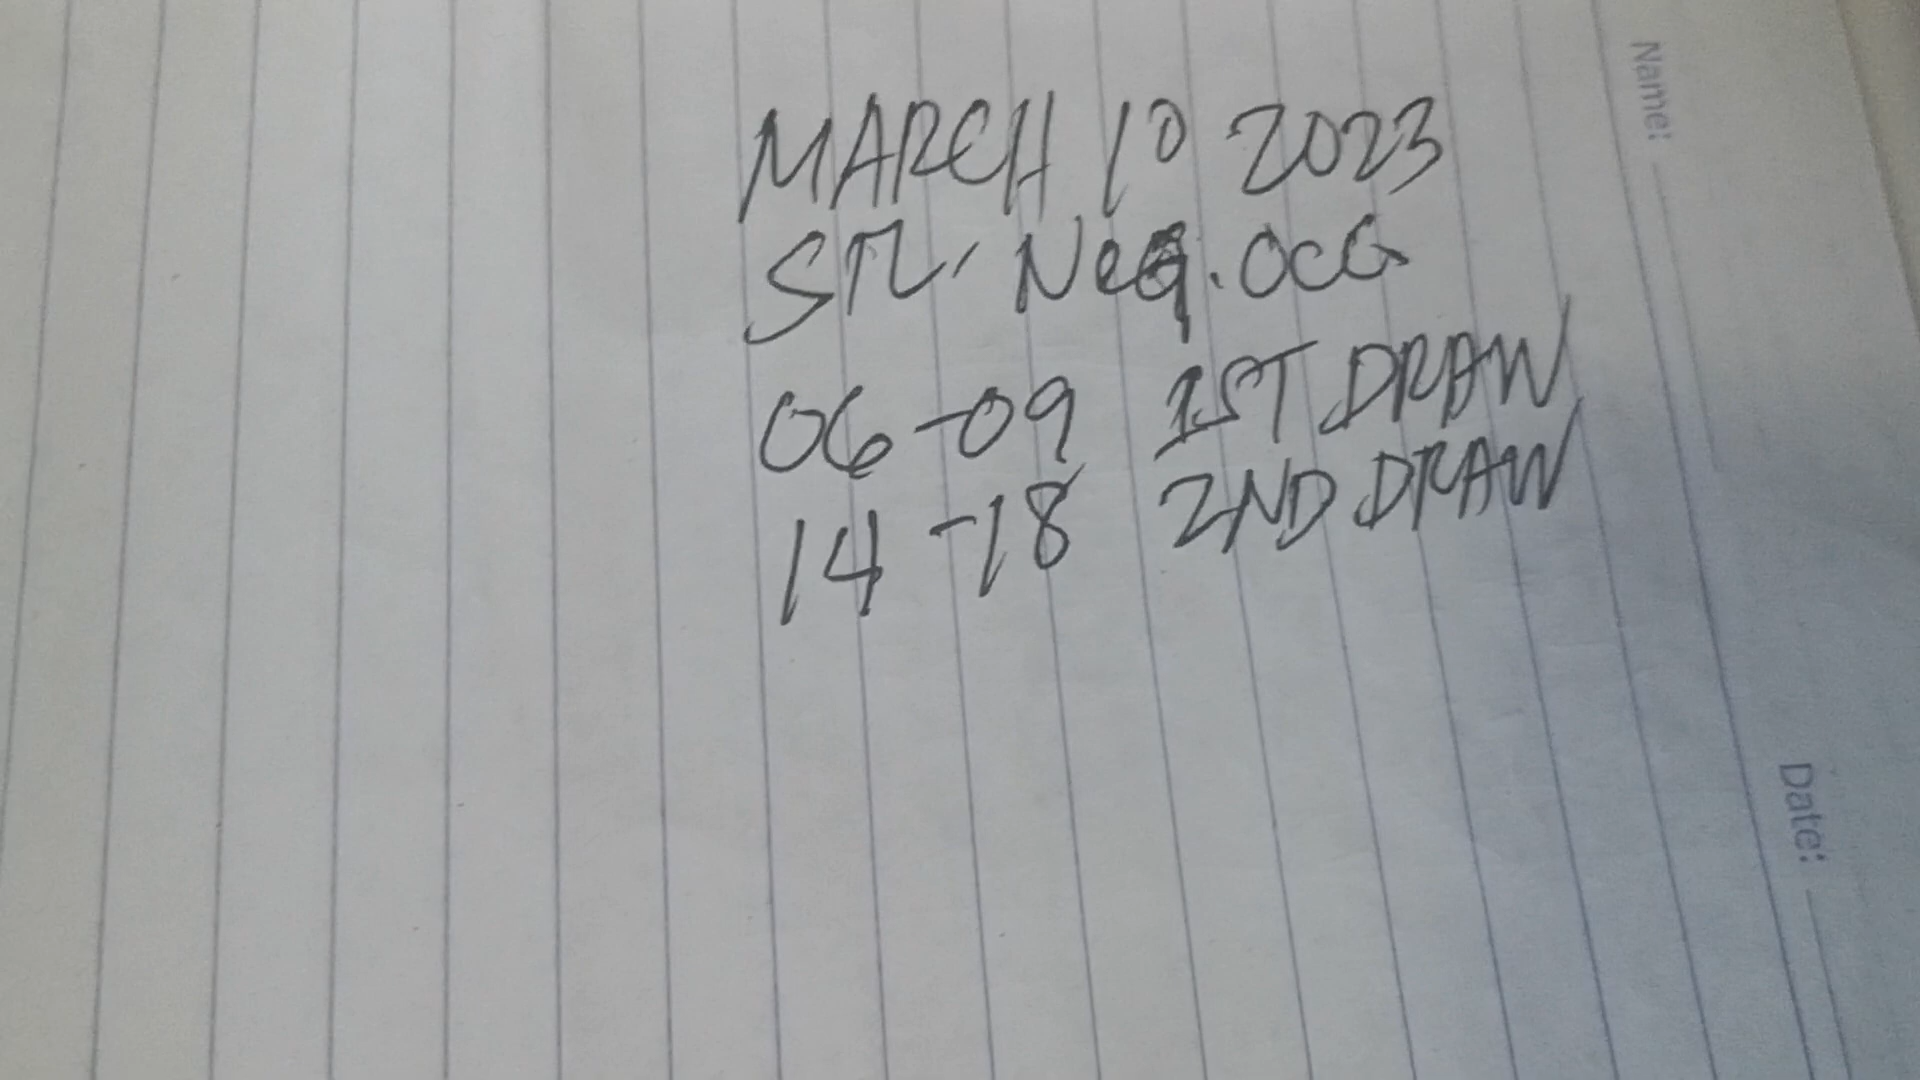 MARCH 10 2023
STL, Neg. OCC
06-09 1ST DRAW
14-18 2ND DRAW
Name:
Date: